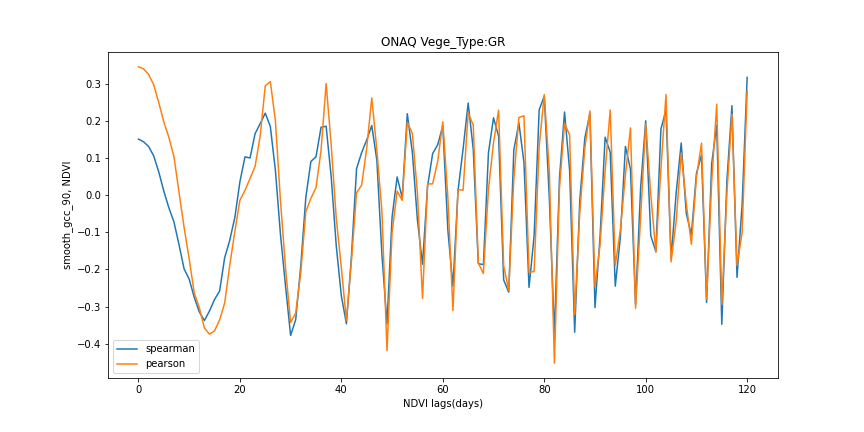 ONAQ Vege_Type:GR
smooth_gcc_90, NDVI
0.3
0.2
0.1
0.0
−0.1
−0.2
−0.3
−0.4
spearman
pearson
0 20 40 60 80 100 120
NDVI lags(days)